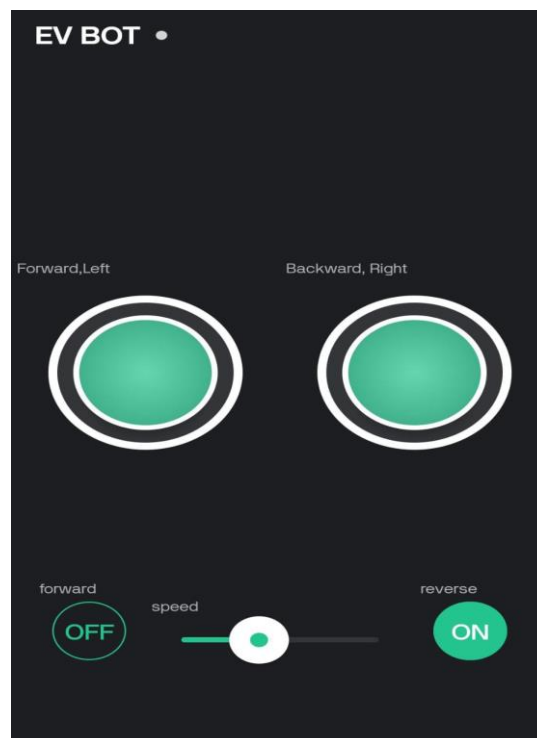 EV BOT
Forward,Left
Backward, Right
forward
speed
reverse
OFF
ON